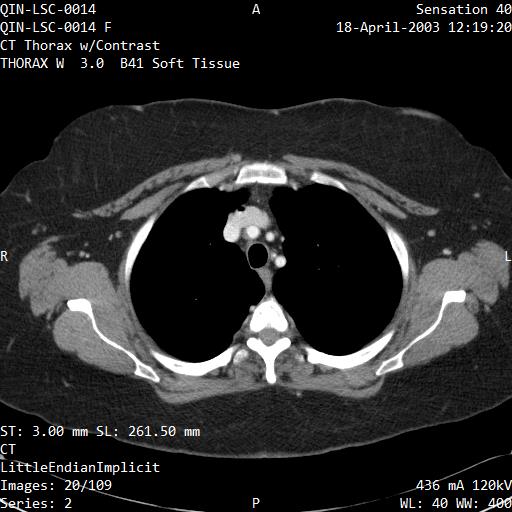 QIN-LSC-0014
A
Sensation 40
QIN-LSC-0014 F
18-April-2003 12:19:20
CT Thorax w/Contrast
THORAX W 3.0 B41 Soft Tissue
R
L
ST: 3.00 mm SL: 261.50 mm
CT
LittleEndianImplicit
Images: 20/109
436 mA 120kV
Series: 2
P
WL: 40 WW: 400